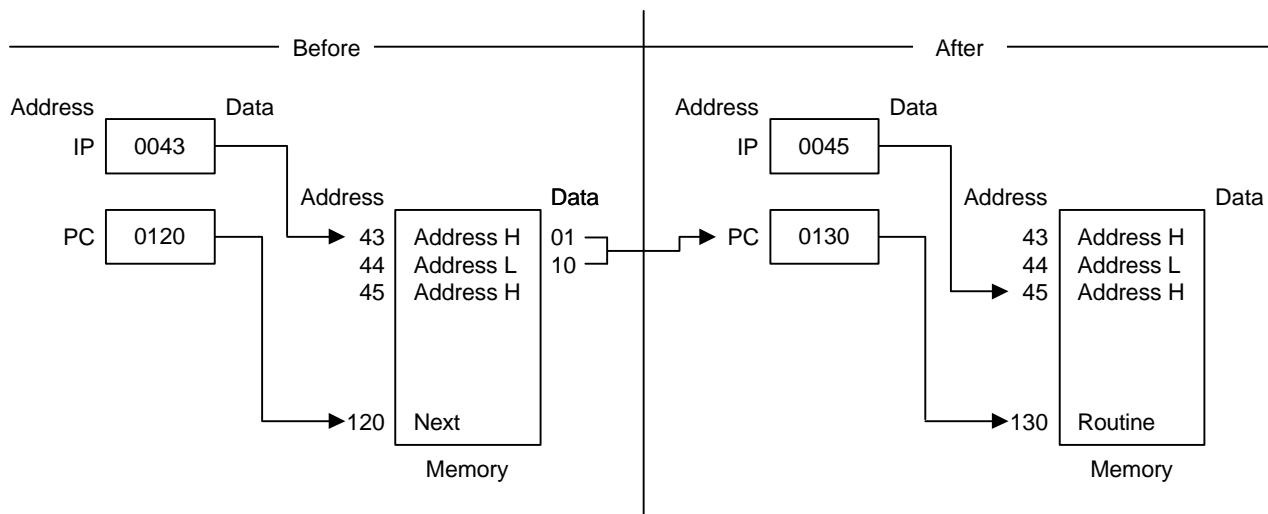 Before
Address Data
IP 0043
Address Data
PC 0120
43 Address H 01
44 Address L 10
45 Address H
120 Next
Memory
After
Address Data
IP 0045
Address Data
PC 0130
43 Address H
44 Address L
45 Address H
130 Routine
Memory